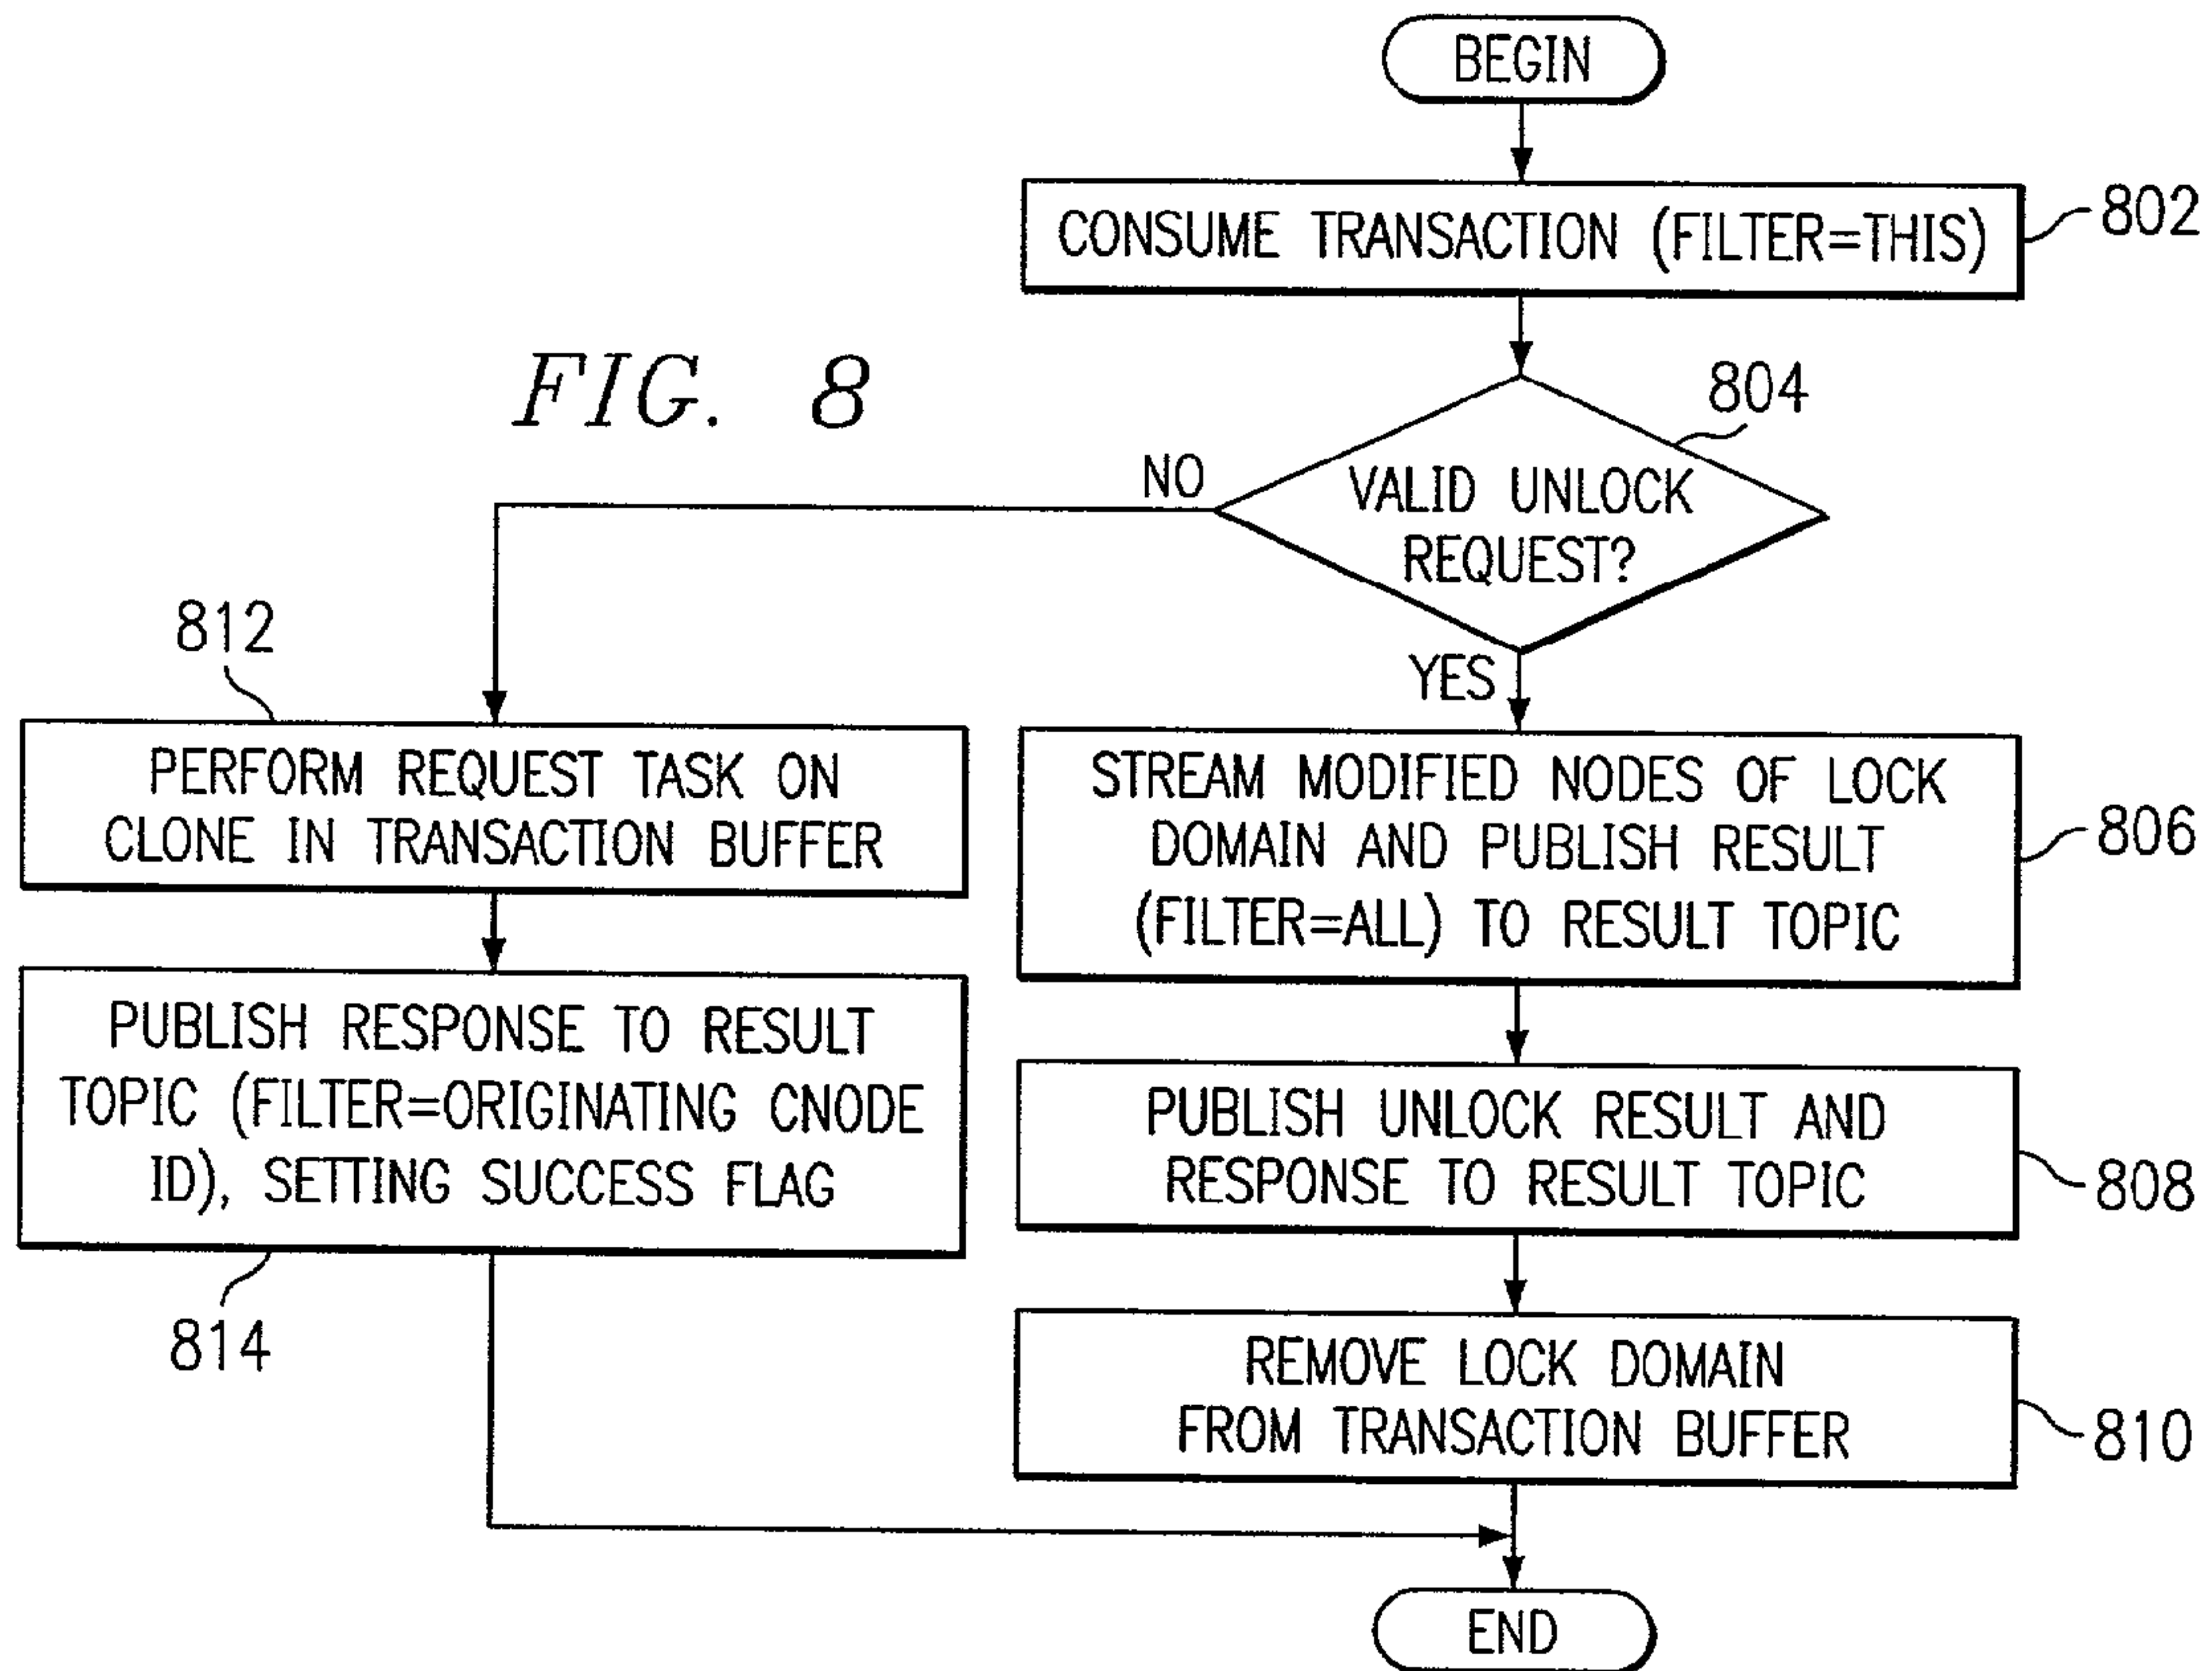 BEGIN
CONSUME TRANSACTION (FILTER=THIS)
802
FIG. 8
804
VALID UNLOCK
REQUEST?
NO
YES
812
PERFORM REQUEST TASK ON
CLONE IN TRANSACTION BUFFER
STREAM MODIFIED NODES OF LOCK
DOMAIN AND PUBLISH RESULT
(FILTER=ALL) TO RESULT TOPIC
806
PUBLISH RESPONSE TO RESULT
TOPIC (FILTER=ORIGINATING CNODE
ID), SETTING SUCCESS FLAG
814
PUBLISH UNLOCK RESULT AND
RESPONSE TO RESULT TOPIC
808
REMOVE LOCK DOMAIN
FROM TRANSACTION BUFFER
810
END